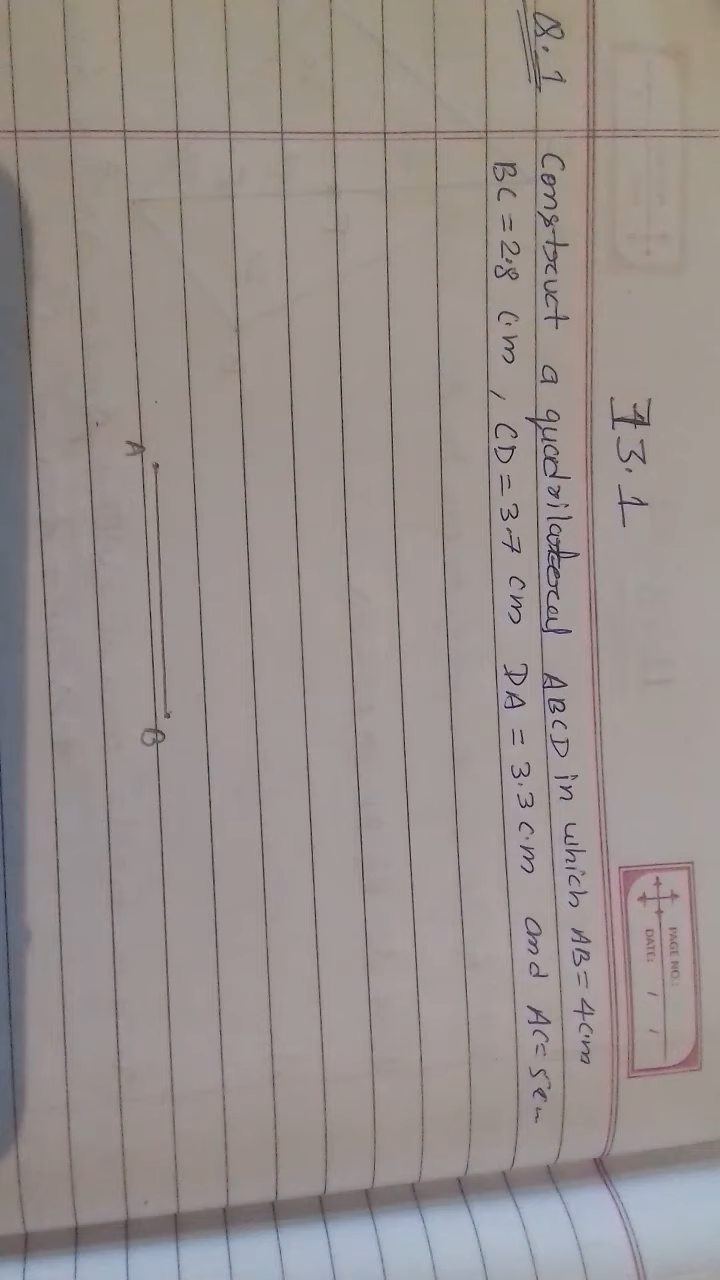 PAGE NO.:
DATE: / /
13.1
Q.1 Construct a quadrilateral ABCD in which AB = 4cm
BC = 2.8 cm, CD = 3.7 cm DA = 3.3 cm and AC = 5cm
A B